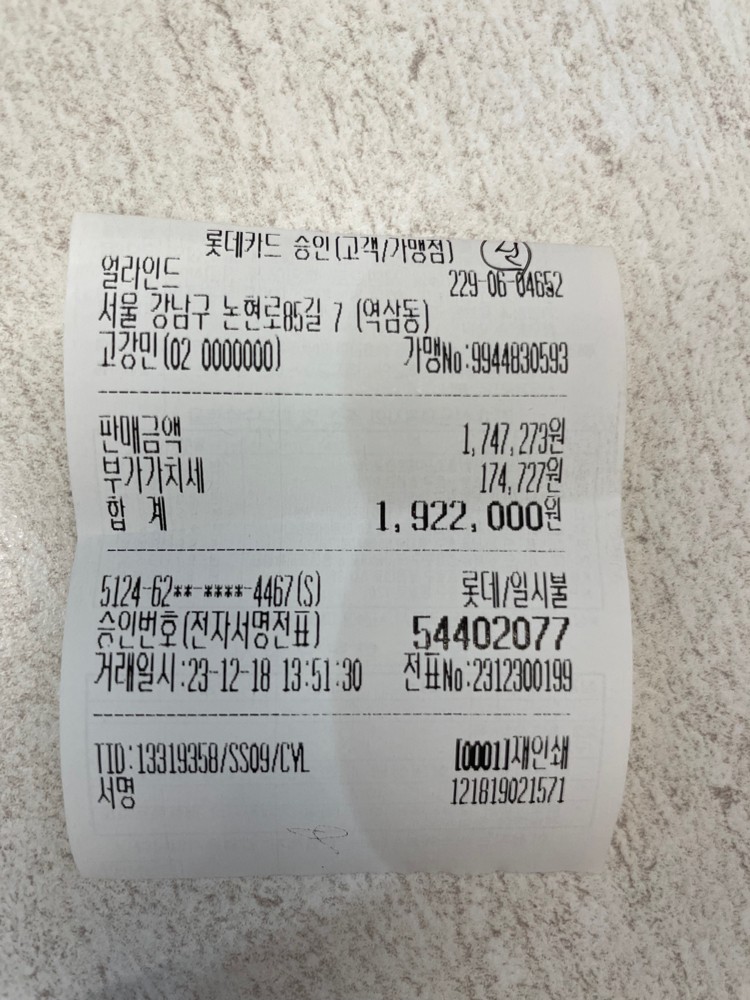 롯데카드 승인(고객/가맹점)
얼라인드 229-06-04652
서울 강남구 논현로85길 7 (역삼동)
고강민(02 0000000) 가맹No:9944830593
판매금액 1,747,273원
부가가치세 174,727원
합 계 1,922,000원
5124-62**-****-4467(S) 롯데/일시불
승인번호(전자서명전표) 54402077
거래일시:23-12-18 13:51:30 전표No:2312300199
TID:13319358/SS09/CYL [0001]재인쇄
서명 121819021571